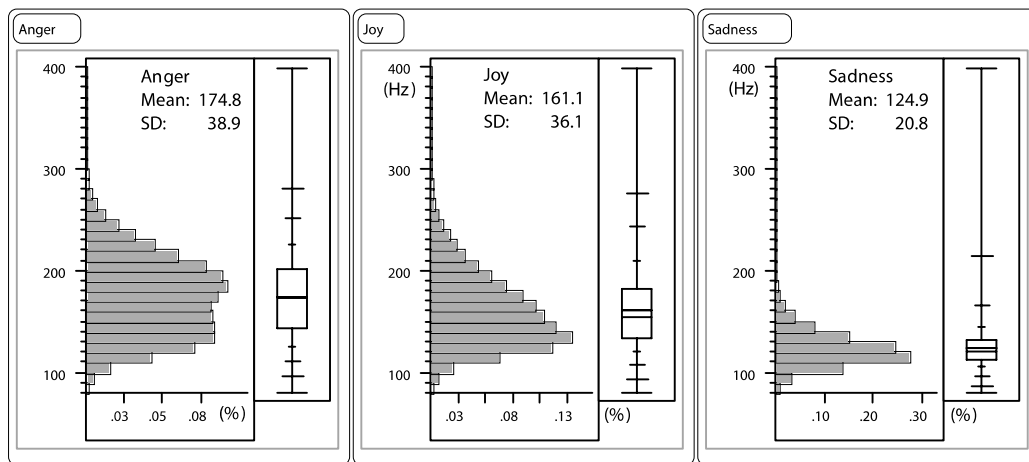 Anger
400
300
200
100
Anger
Mean: 174.8
SD: 38.9
.03 .05 .08 (%)
Joy
400
(Hz)
300
200
100
Joy
Mean: 161.1
SD: 36.1
.03 .08 .13 (%)
Sadness
400
(Hz)
300
200
100
Sadness
Mean: 124.9
SD: 20.8
.10 .20 .30 (%)